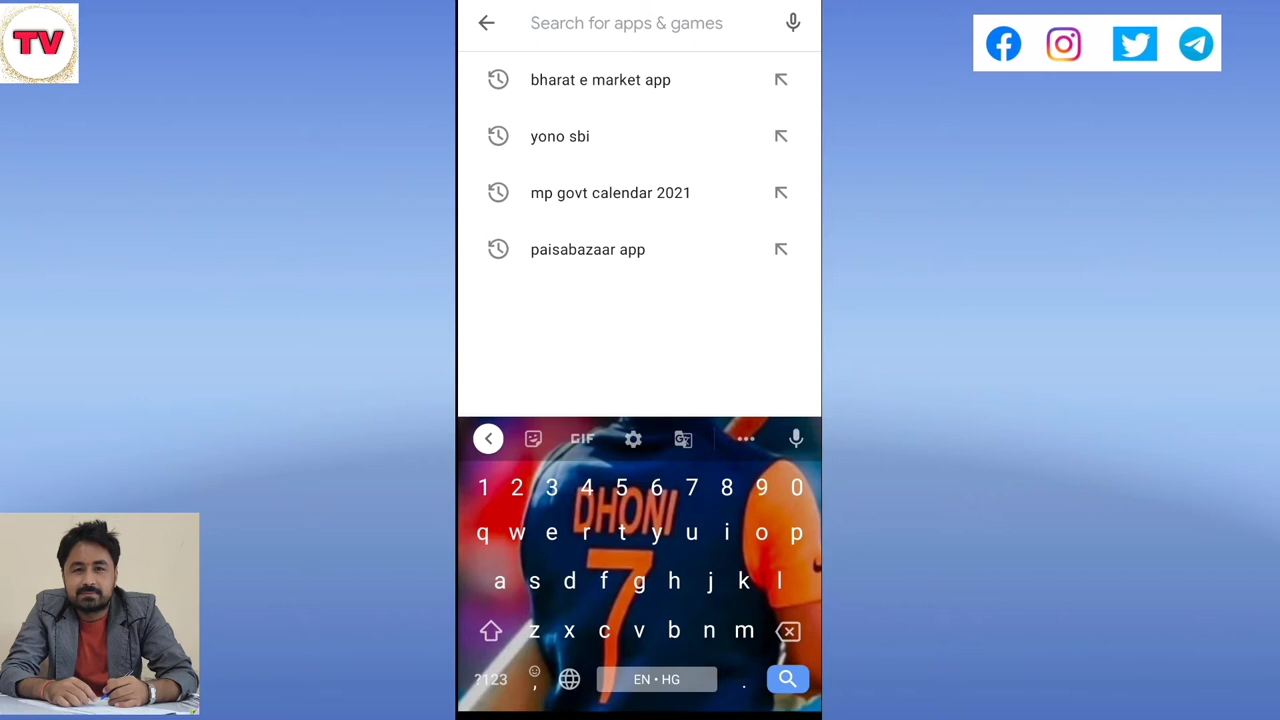 TV
Search for apps & games
bharat e market app
yono sbi
mp govt calendar 2021
paisabazaar app
GIF
1 2 3 4 5 6 7 8 9 0
q w e r t y u i o p
a s d f g h j k l
z x c v b n m
?123 , EN • HG .
DHONI
7